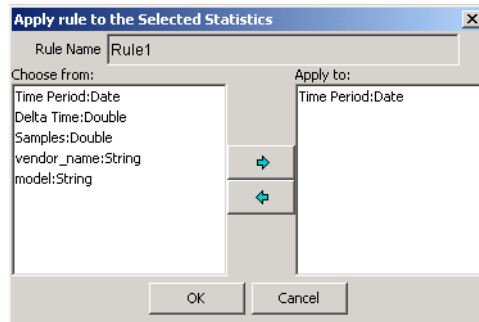 Apply rule to the Selected Statistics
Rule Name Rule1
Choose from:
Apply to:
Time Period:Date
Delta Time:Double
Samples:Double
vendor_name:String
model:String
Time Period:Date
OK
Cancel